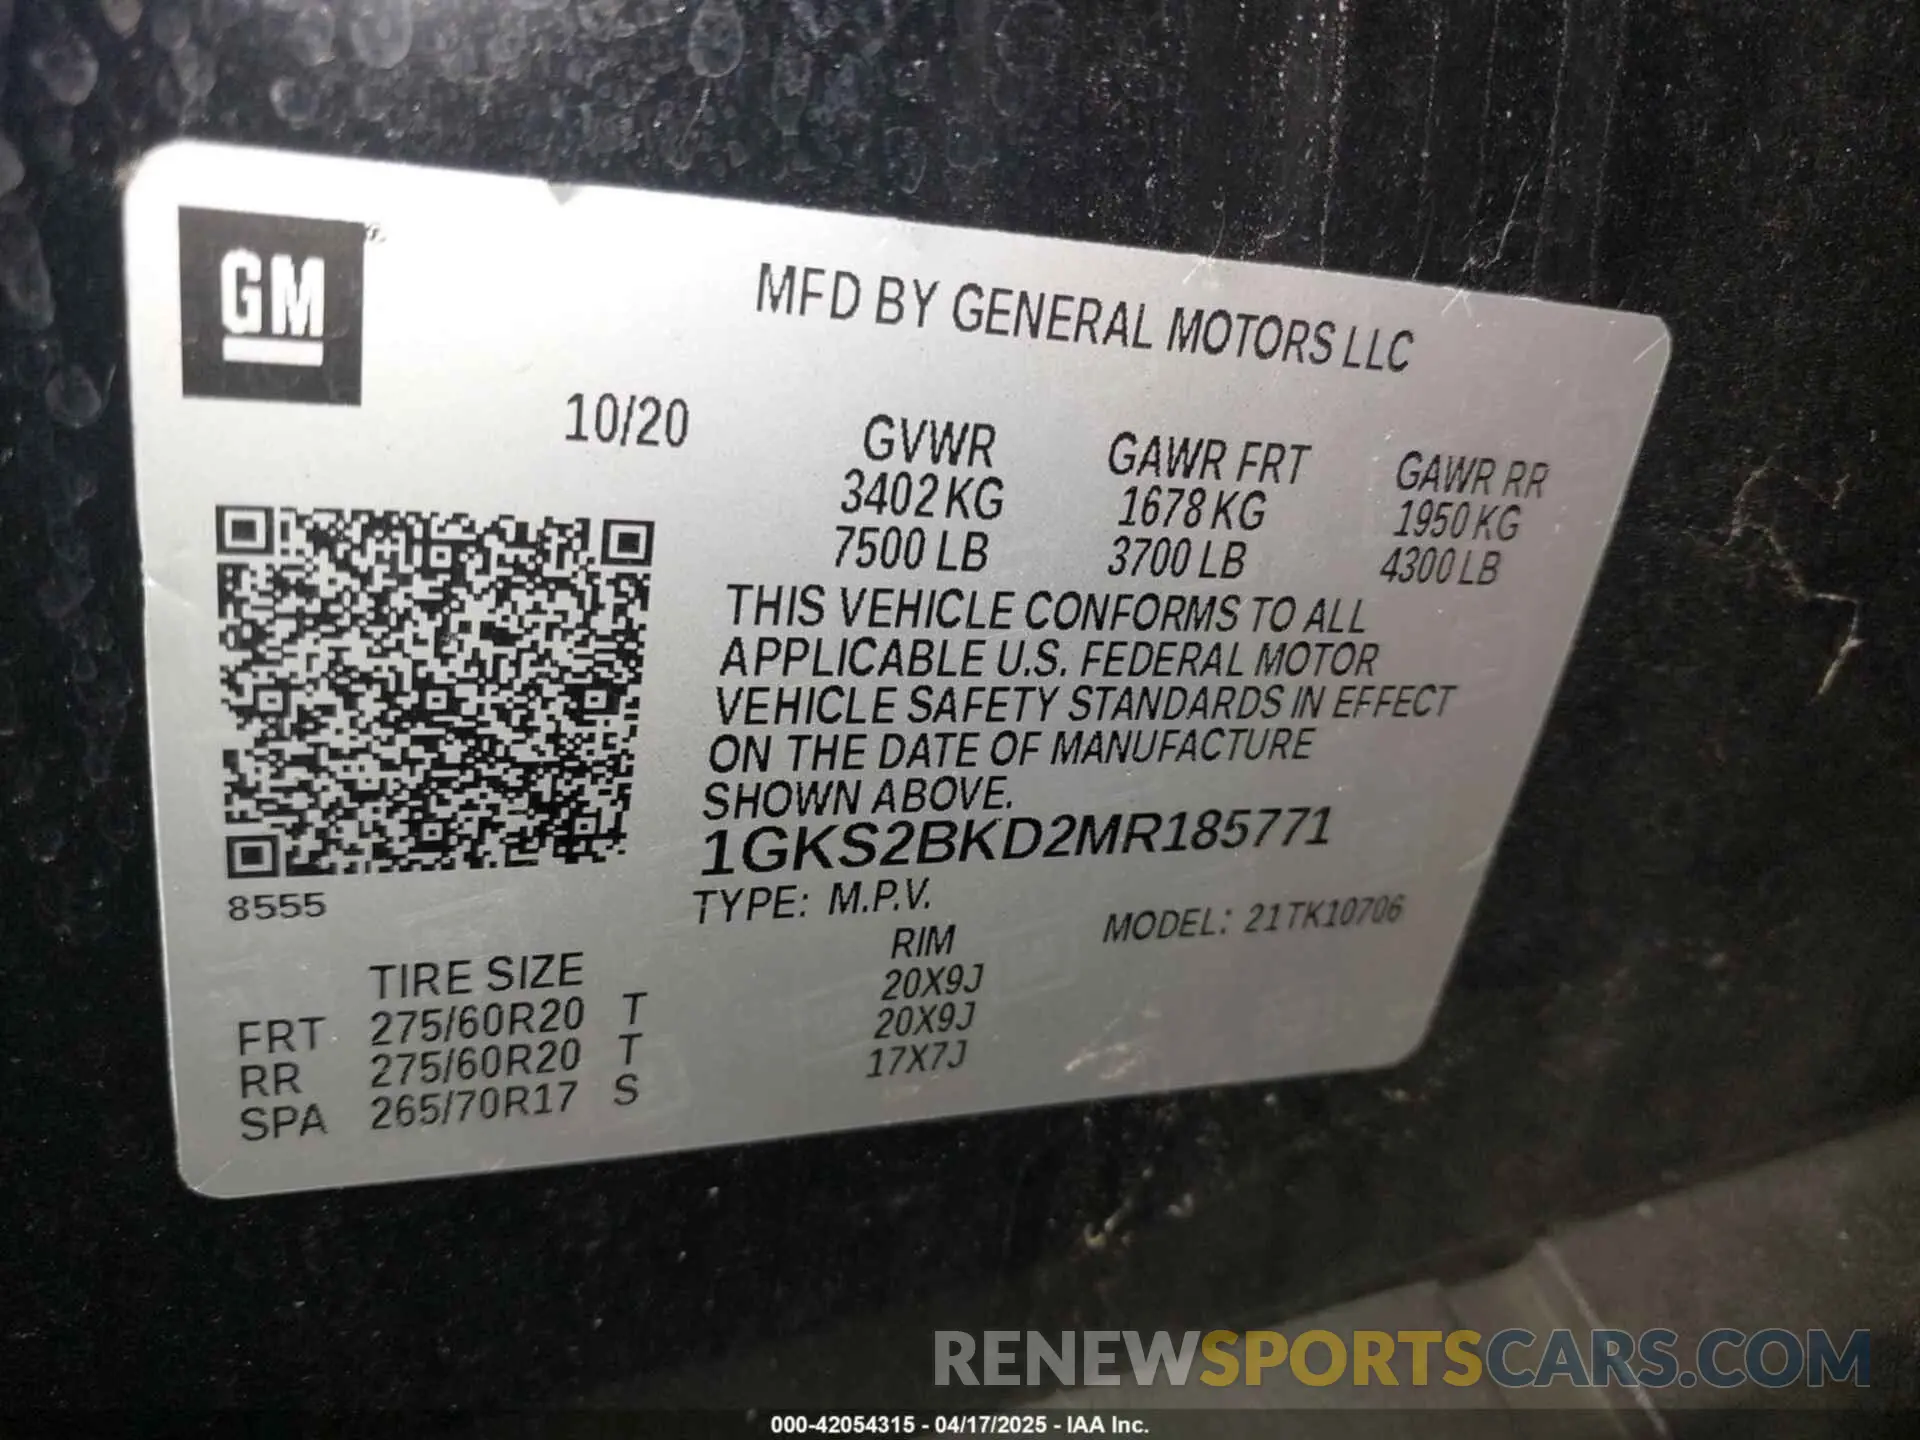 GM
MFD BY GENERAL MOTORS LLC
10/20
GVWR GAWR FRT GAWR RR
3402 KG 1678 KG 1950 KG
7500 LB 3700 LB 4300 LB
THIS VEHICLE CONFORMS TO ALL
APPLICABLE U.S. FEDERAL MOTOR
VEHICLE SAFETY STANDARDS IN EFFECT
ON THE DATE OF MANUFACTURE
SHOWN ABOVE.
1GKS2BKD2MR185771
8555
TYPE: M.P.V. MODEL: 21TK10706
TIRE SIZE RIM
FRT 275/60R20 T 20X9J
RR 275/60R20 T 20X9J
SPA 265/70R17 S 17X7J
RENEWSPORTSCARS.COM
000-42054315 - 04/17/2025 - IAA Inc.